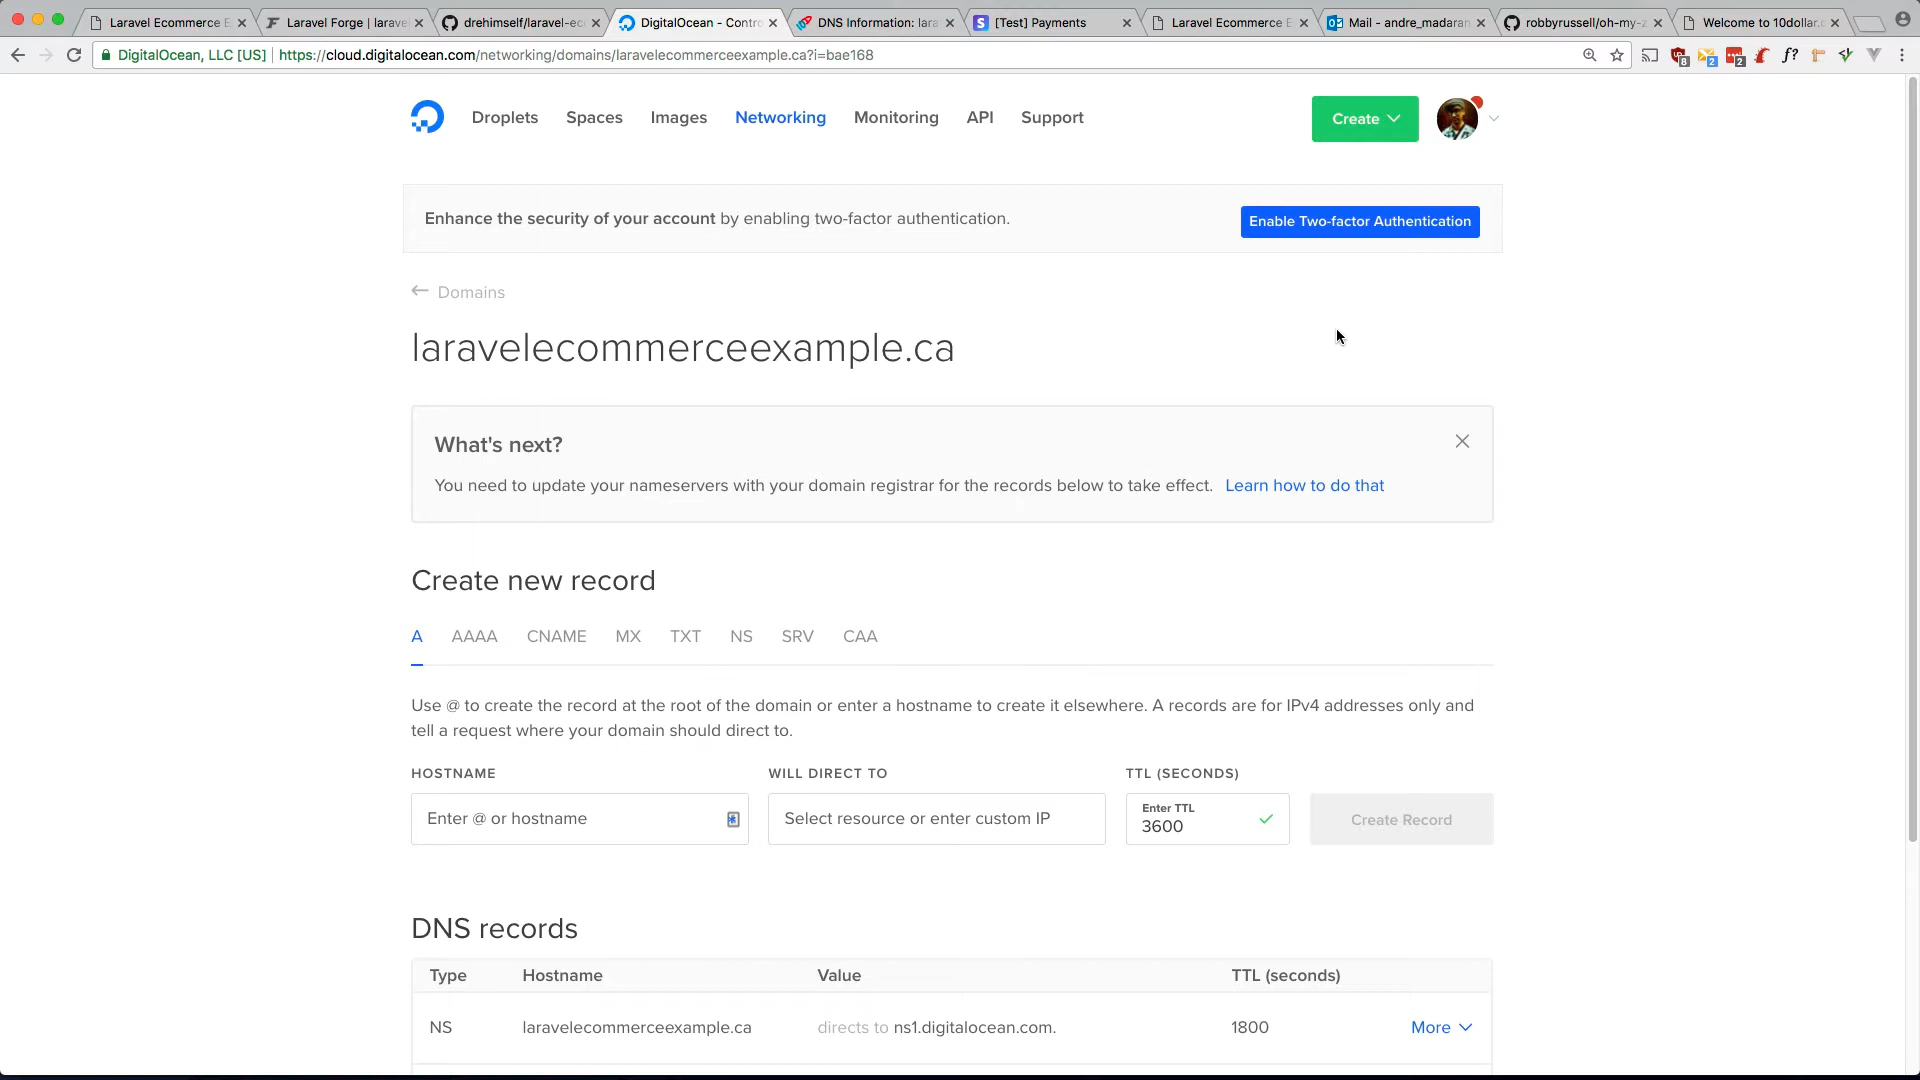 Laravel Ecommerce E
Laravel Forge | larave
drehimself/laravel-ec
DigitalOcean - Contro
DNS Information: lara
[Test] Payments
Laravel Ecommerce E
Mail - andre_madaran
robbyrussell/oh-my-z
Welcome to 10dollar.c
DigitalOcean, LLC [US] | https://cloud.digitalocean.com/networking/domains/laravelecommerceexample.ca?i=bae168
8
2
2
f?
Droplets Spaces Images Networking Monitoring API Support
Create
Enhance the security of your account by enabling two-factor authentication.
Enable Two-factor Authentication
← Domains
laravelecommerceexample.ca
What's next?
You need to update your nameservers with your domain registrar for the records below to take effect. Learn how to do that
Create new record
A AAAA CNAME MX TXT NS SRV CAA
Use @ to create the record at the root of the domain or enter a hostname to create it elsewhere. A records are for IPv4 addresses only and
tell a request where your domain should direct to.
HOSTNAME WILL DIRECT TO TTL (SECONDS)
Enter @ or hostname
Select resource or enter custom IP
Enter TTL
3600
Create Record
DNS records
Type Hostname Value TTL (seconds)
NS laravelecommerceexample.ca directs to ns1.digitalocean.com. 1800 More